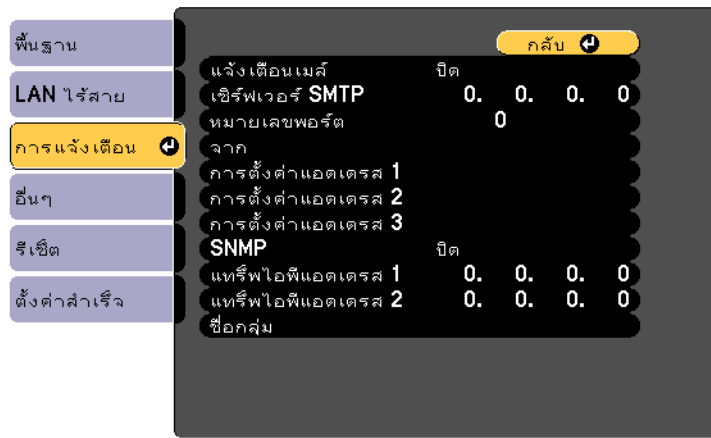 พื้นฐาน
LAN ไร้สาย
การแจ้งเตือน
อื่นๆ
รีเซ็ต
ตั้งค่าสำเร็จ
กลับ
แจ้งเตือนเมล์ ปิด
เซิร์ฟเวอร์ SMTP 0. 0. 0. 0
หมายเลขพอร์ต 0
จาก
การตั้งค่าแอดเดรส 1
การตั้งค่าแอดเดรส 2
การตั้งค่าแอดเดรส 3
SNMP ปิด
แทร็พไอพีแอดเดรส 1 0. 0. 0. 0
แทร็พไอพีแอดเดรส 2 0. 0. 0. 0
ชื่อกลุ่ม